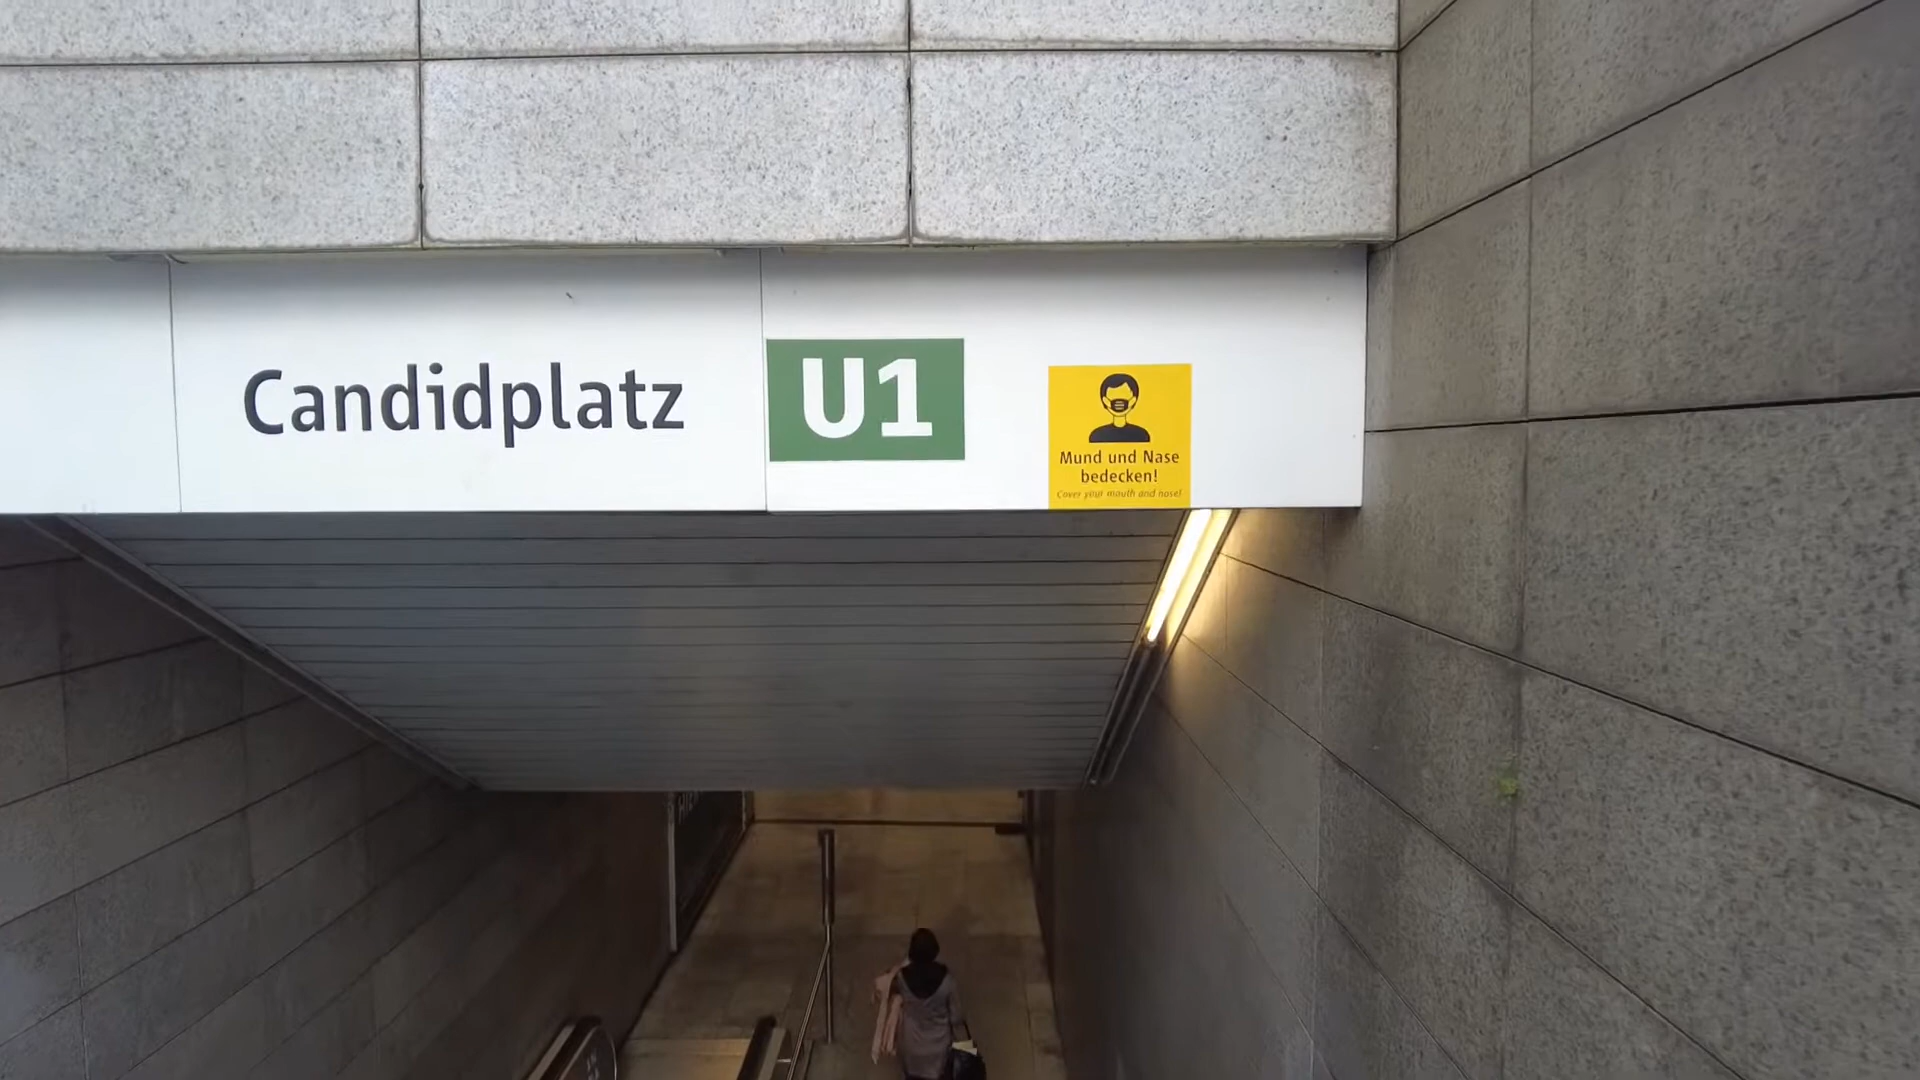 Candidplatz
U1
Mund und Nase
bedecken!
Cover your mouth and nose!